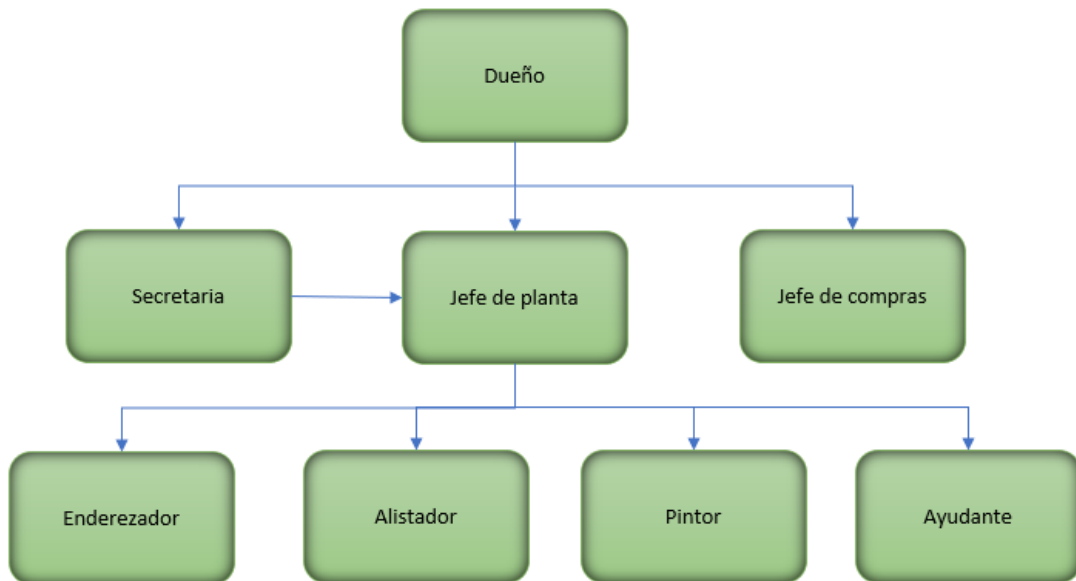 Dueño
Secretaria
Jefe de planta
Jefe de compras
Enderezador
Alistador
Pintor
Ayudante